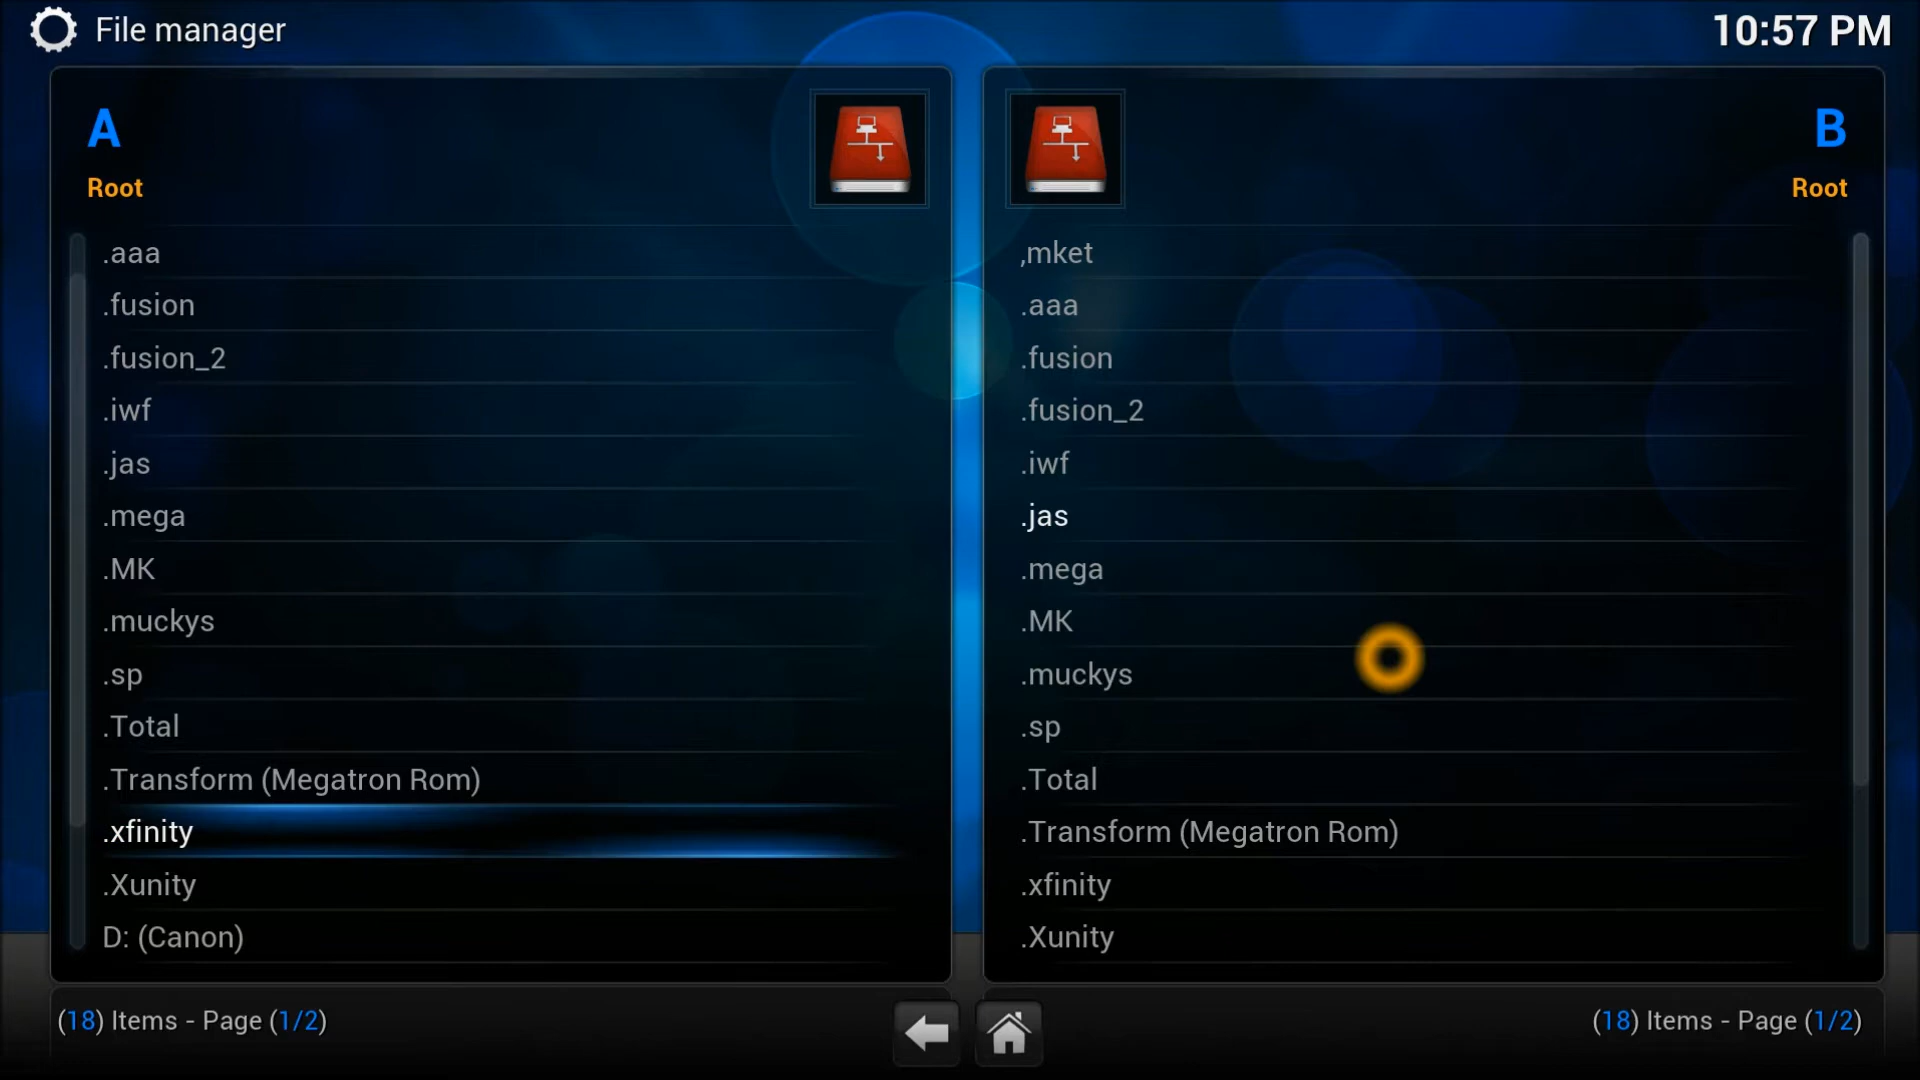 File manager
10:57 PM
A
Root
.aaa
.fusion
.fusion_2
.iwf
.jas
.mega
.MK
.muckys
.sp
.Total
.Transform (Megatron Rom)
.xfinity
.Xunity
D: (Canon)
(18) Items - Page (1/2)
B
Root
,mket
.aaa
.fusion
.fusion_2
.iwf
.jas
.mega
.MK
.muckys
.sp
.Total
.Transform (Megatron Rom)
.xfinity
.Xunity
(18) Items - Page (1/2)